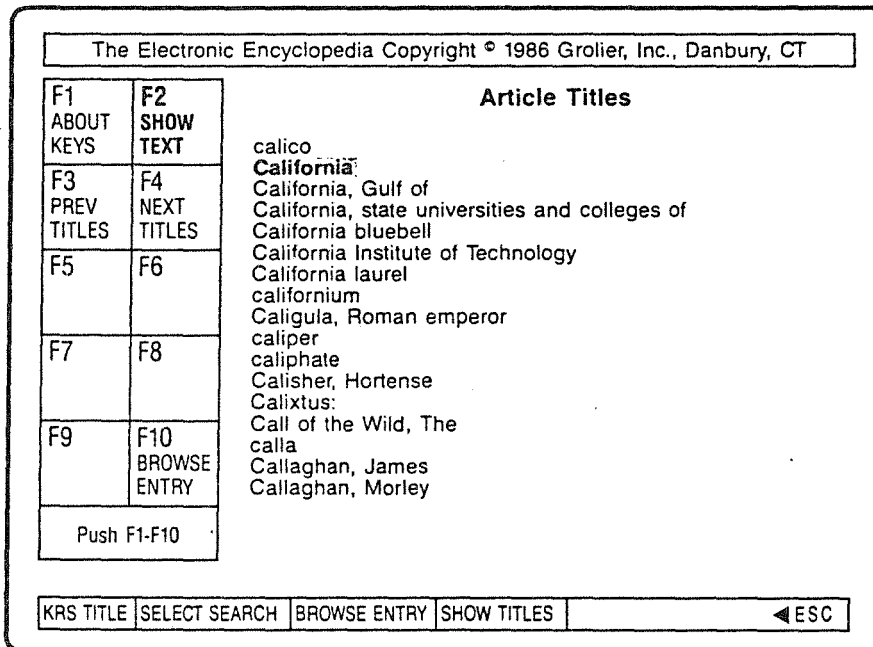 The Electronic Encyclopedia Copyright © 1986 Grolier, Inc., Danbury, CT
F1 ABOUT KEYS
F2 SHOW TEXT
F3 PREV TITLES
F4 NEXT TITLES
F5
F6
F7
F8
F9
F10 BROWSE ENTRY
Push F1-F10
Article Titles
calico
California
California, Gulf of
California, state universities and colleges of
California bluebell
California Institute of Technology
California laurel
californium
Caligula, Roman emperor
caliper
caliphate
Calisher, Hortense
Calixtus:
Call of the Wild, The
calla
Callaghan, James
Callaghan, Morley
KRS TITLE SELECT SEARCH BROWSE ENTRY SHOW TITLES ◀ESC